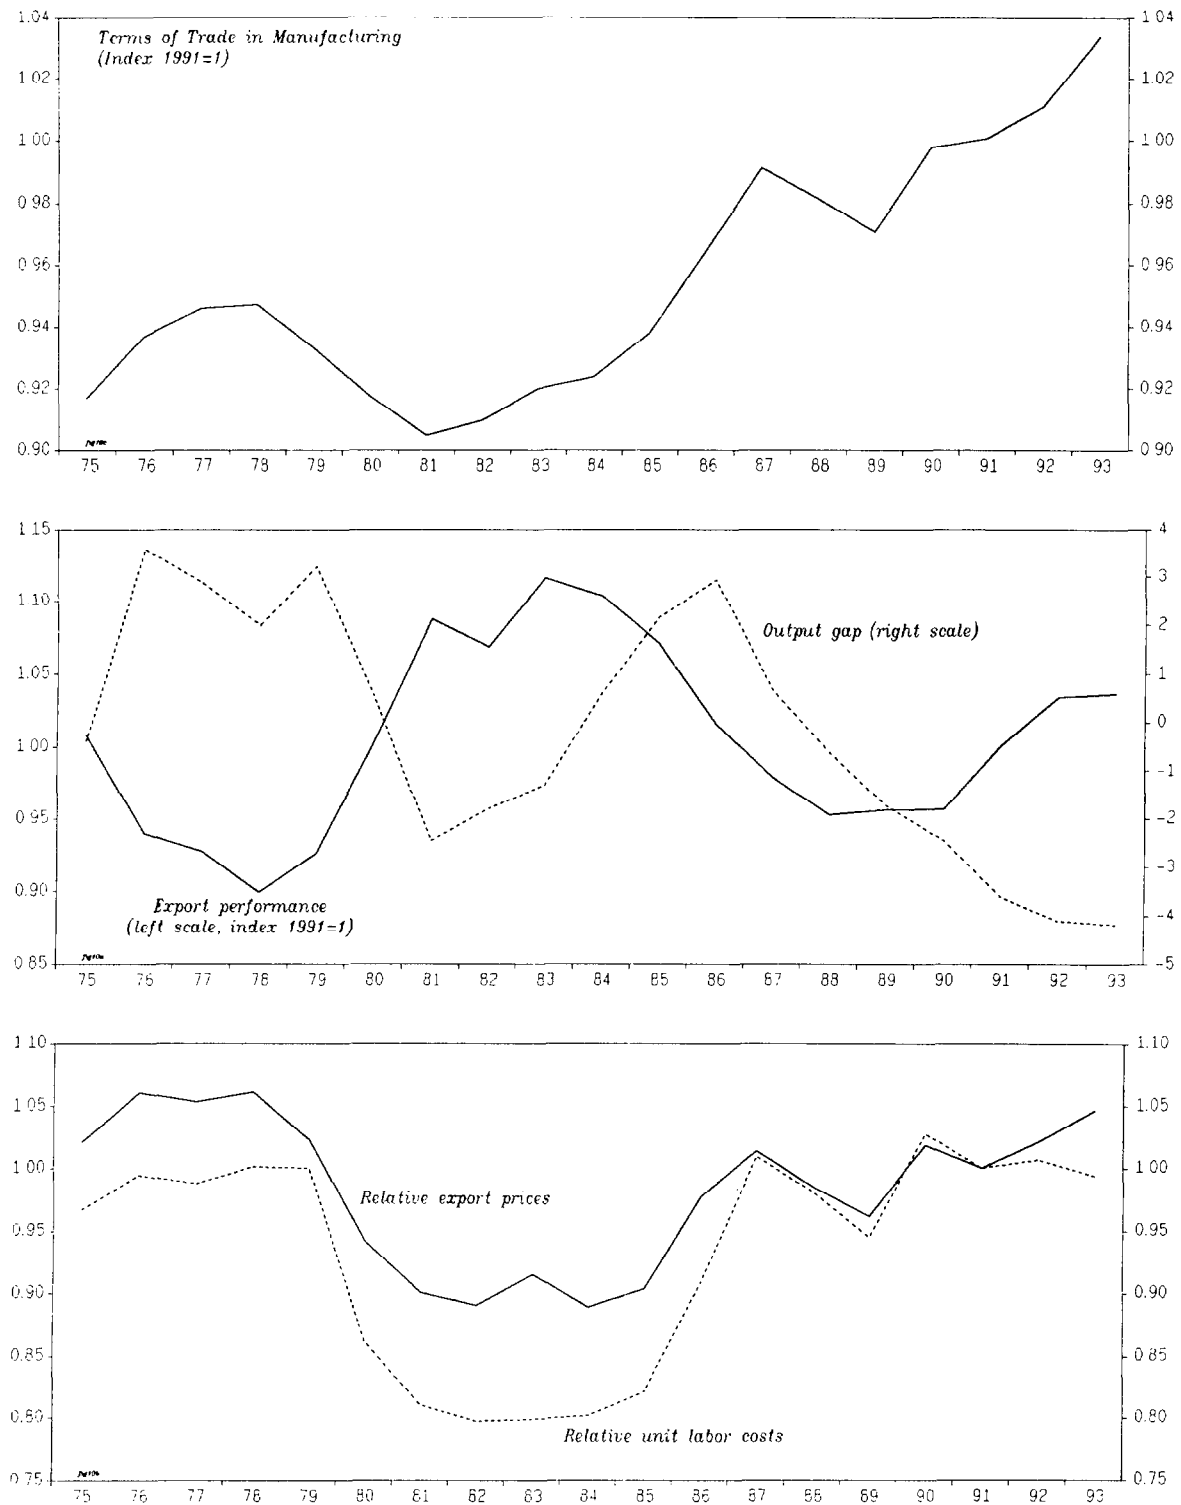 1.04 1 04
Terms of Trade in Manufacturing
(Index 1991=1)
1 02 1.02
1 00 1.00
0.98 0.98
0.96 0.96
0.94 0.94
0.92 0.92
0.90 0.90
75 76 77 78 79 80 81 82 83 84 85 86 87 88 89 90 91 92 93
1.15 4
3
1.10
Output gap (right scale)
2
1.05
1
0
1.00
-1
0.95
-2
-3
0.90
Export performance
(left scale, index 1991=1)
-4
0.85 -5
75 76 77 78 79 80 81 82 83 84 85 86 87 88 89 90 91 92 93
1.10 1.10
1.05 1.05
1.00 1.00
Relative export prices
0.95 0.95
0.90 0.90
0.85 0.85
0.80 0.80
Relative unit labor costs
0.75 0.75
75 76 77 78 79 80 81 82 83 84 85 86 87 88 89 90 91 92 93